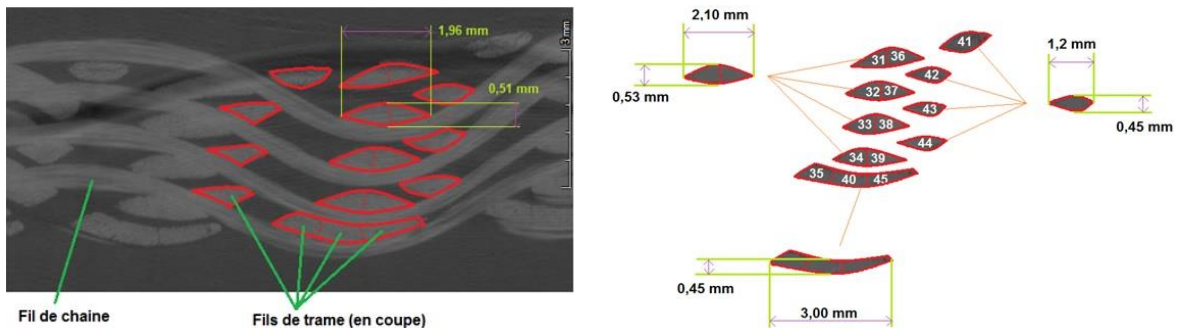 1,96 mm
3 mm
0,51 mm
Fil de chaine
Fils de trame (en coupe)
2,10 mm
0,53 mm
41
1,2 mm
31 36
42
32 37
43
0,45 mm
33 38
44
34 39
35 40 45
0,45 mm
3,00 mm